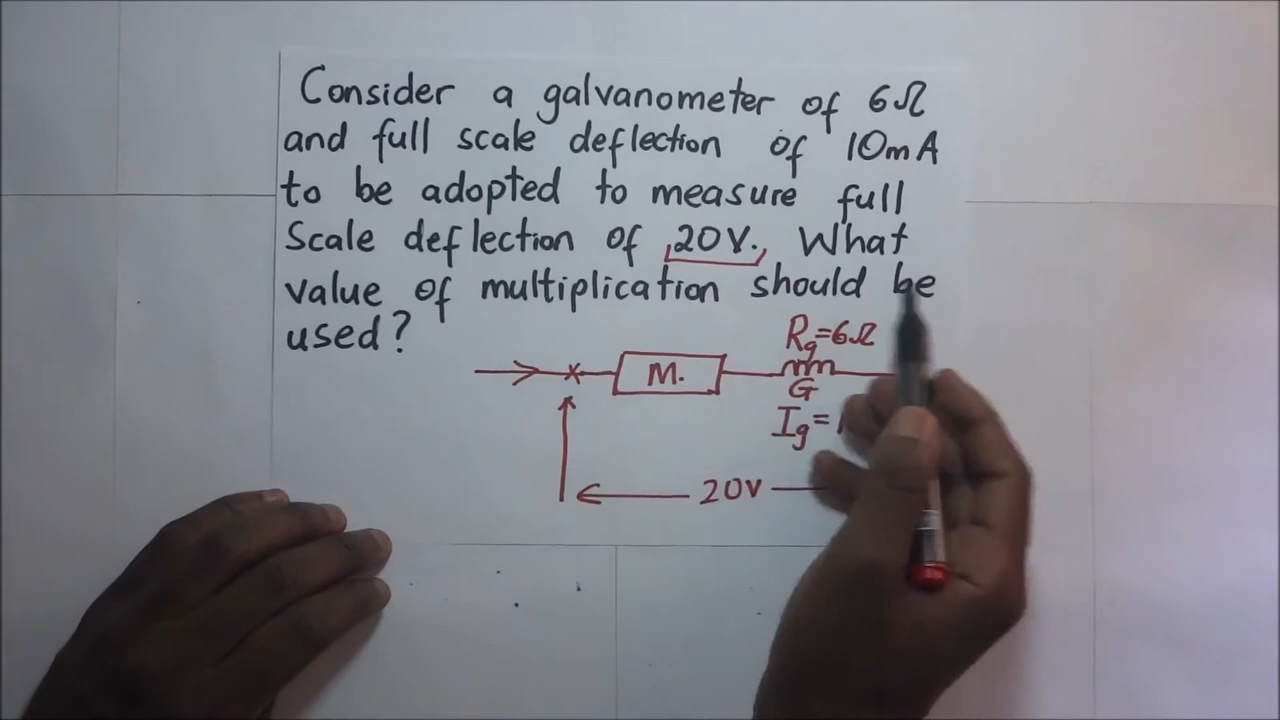 Consider a galvanometer of 6Ω
and full scale deflection of 10mA
to be adopted to measure full
Scale deflection of 20V. What
value of multiplication should be
used?
Rg=6Ω
M.
G
Ig=
20V